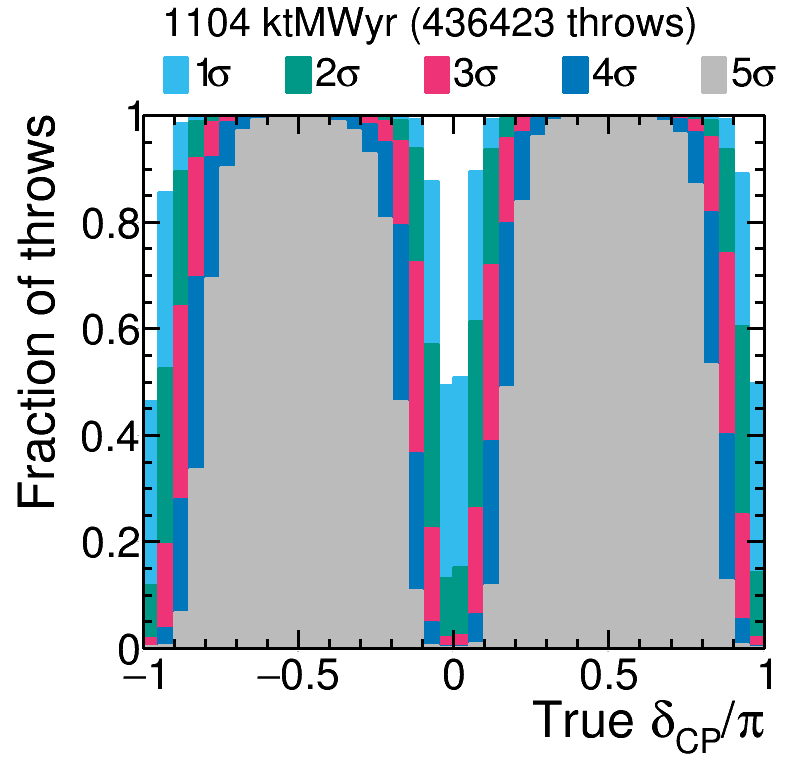 1104 ktMWyr (436423 throws)
1σ 2σ 3σ 4σ 5σ
Fraction of throws
1
0.8
0.6
0.4
0.2
0
−1 −0.5 0 0.5 1
True δCP/π